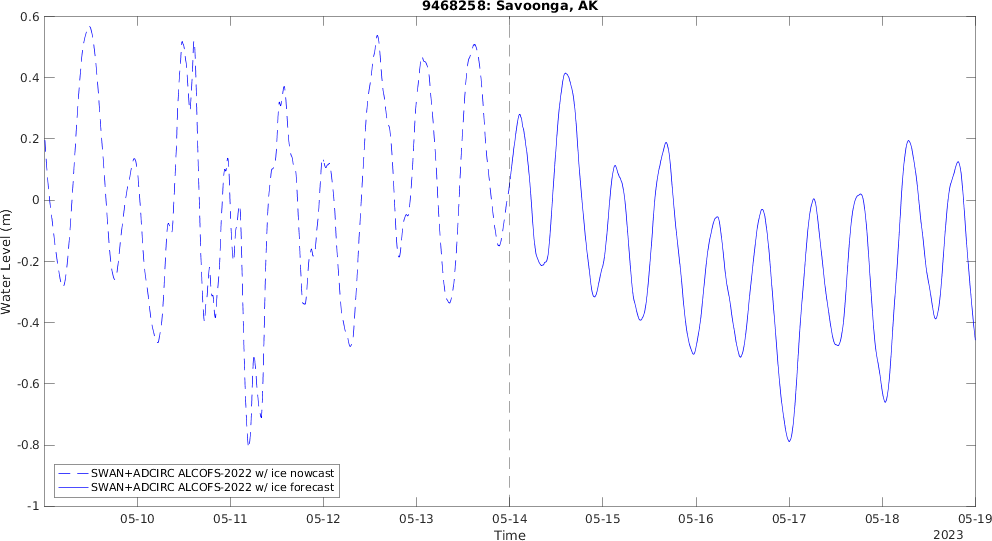 9468258: Savoonga, AK
0.6
0.4
0.2
0
-0.2
-0.4
-0.6
-0.8
-1
Water Level (m)
SWAN+ADCIRC ALCOFS-2022 w/ ice nowcast
SWAN+ADCIRC ALCOFS-2022 w/ ice forecast
05-10 05-11 05-12 05-13 05-14 05-15 05-16 05-17 05-18 05-19
Time
2023